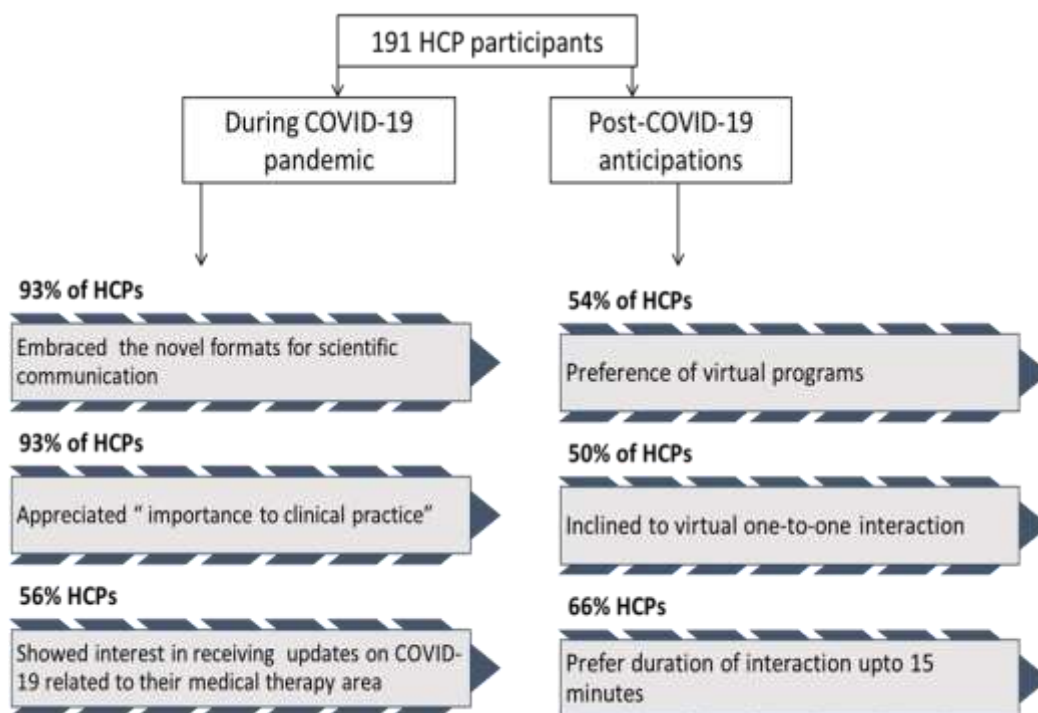 191 HCP participants
During COVID-19
pandemic
Post-COVID-19
anticipations
93% of HCPs
Embraced the novel formats for scientific
communication
93% of HCPs
Appreciated “ importance to clinical practice”
56% HCPs
Showed interest in receiving updates on COVID-
19 related to their medical therapy area
54% of HCPs
Preference of virtual programs
50% of HCPs
Inclined to virtual one-to-one interaction
66% HCPs
Prefer duration of interaction upto 15
minutes